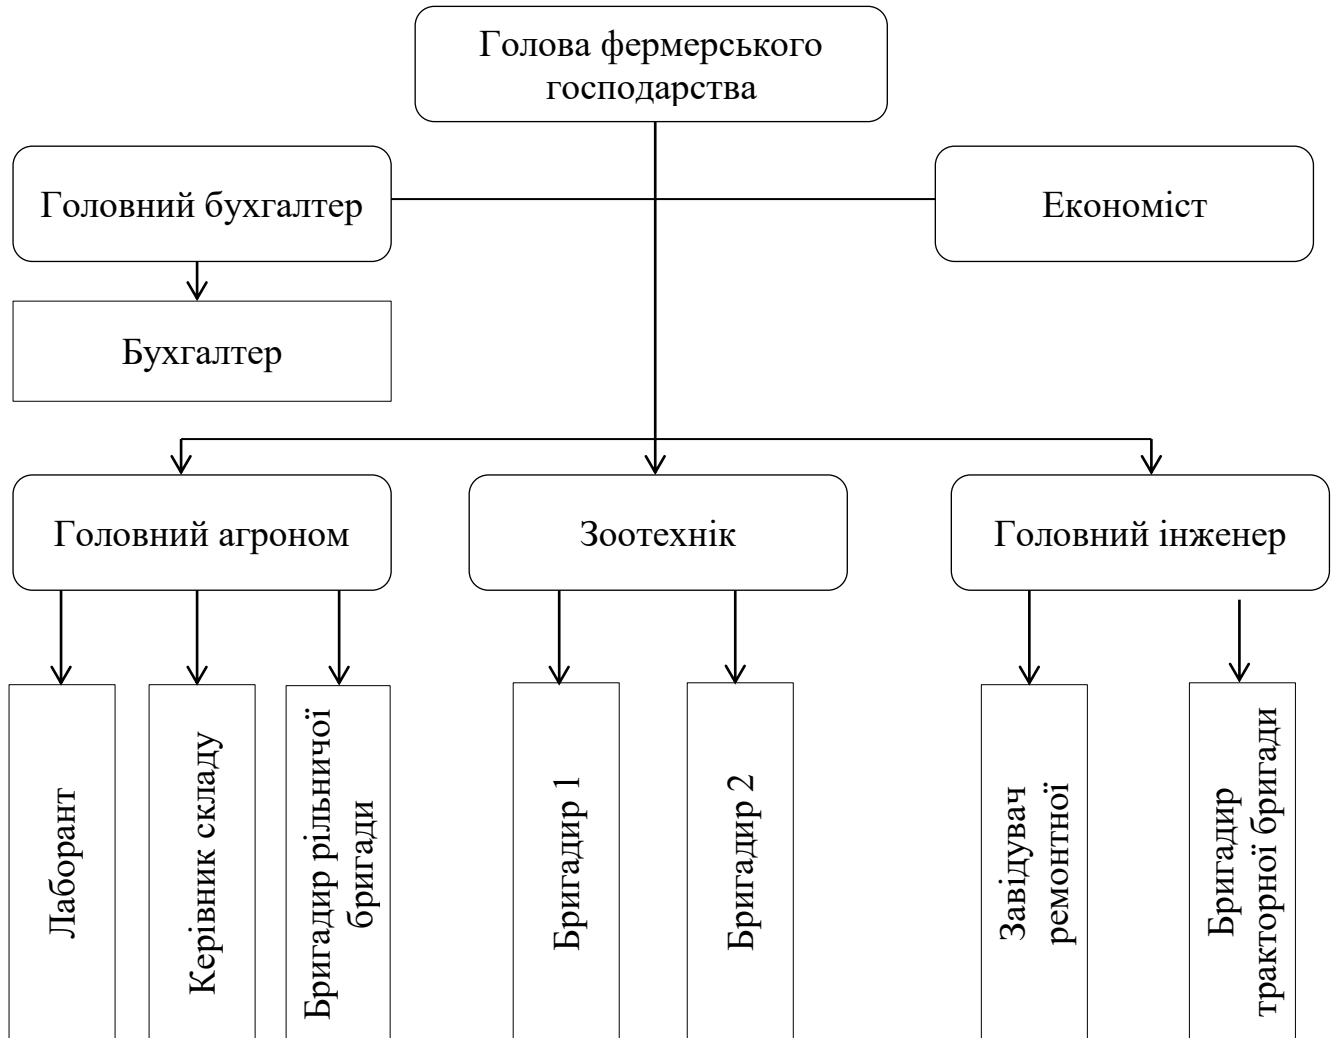 Голова фермерського
господарства
Головний бухгалтер
Економіст
Бухгалтер
Головний агроном
Зоотехнік
Головний інженер
Лаборант
Керівник складу
Бригадир рільничої
бригади
Бригадир 1
Бригадир 2
Завідувач
ремонтної
Бригадир
тракторної бригади